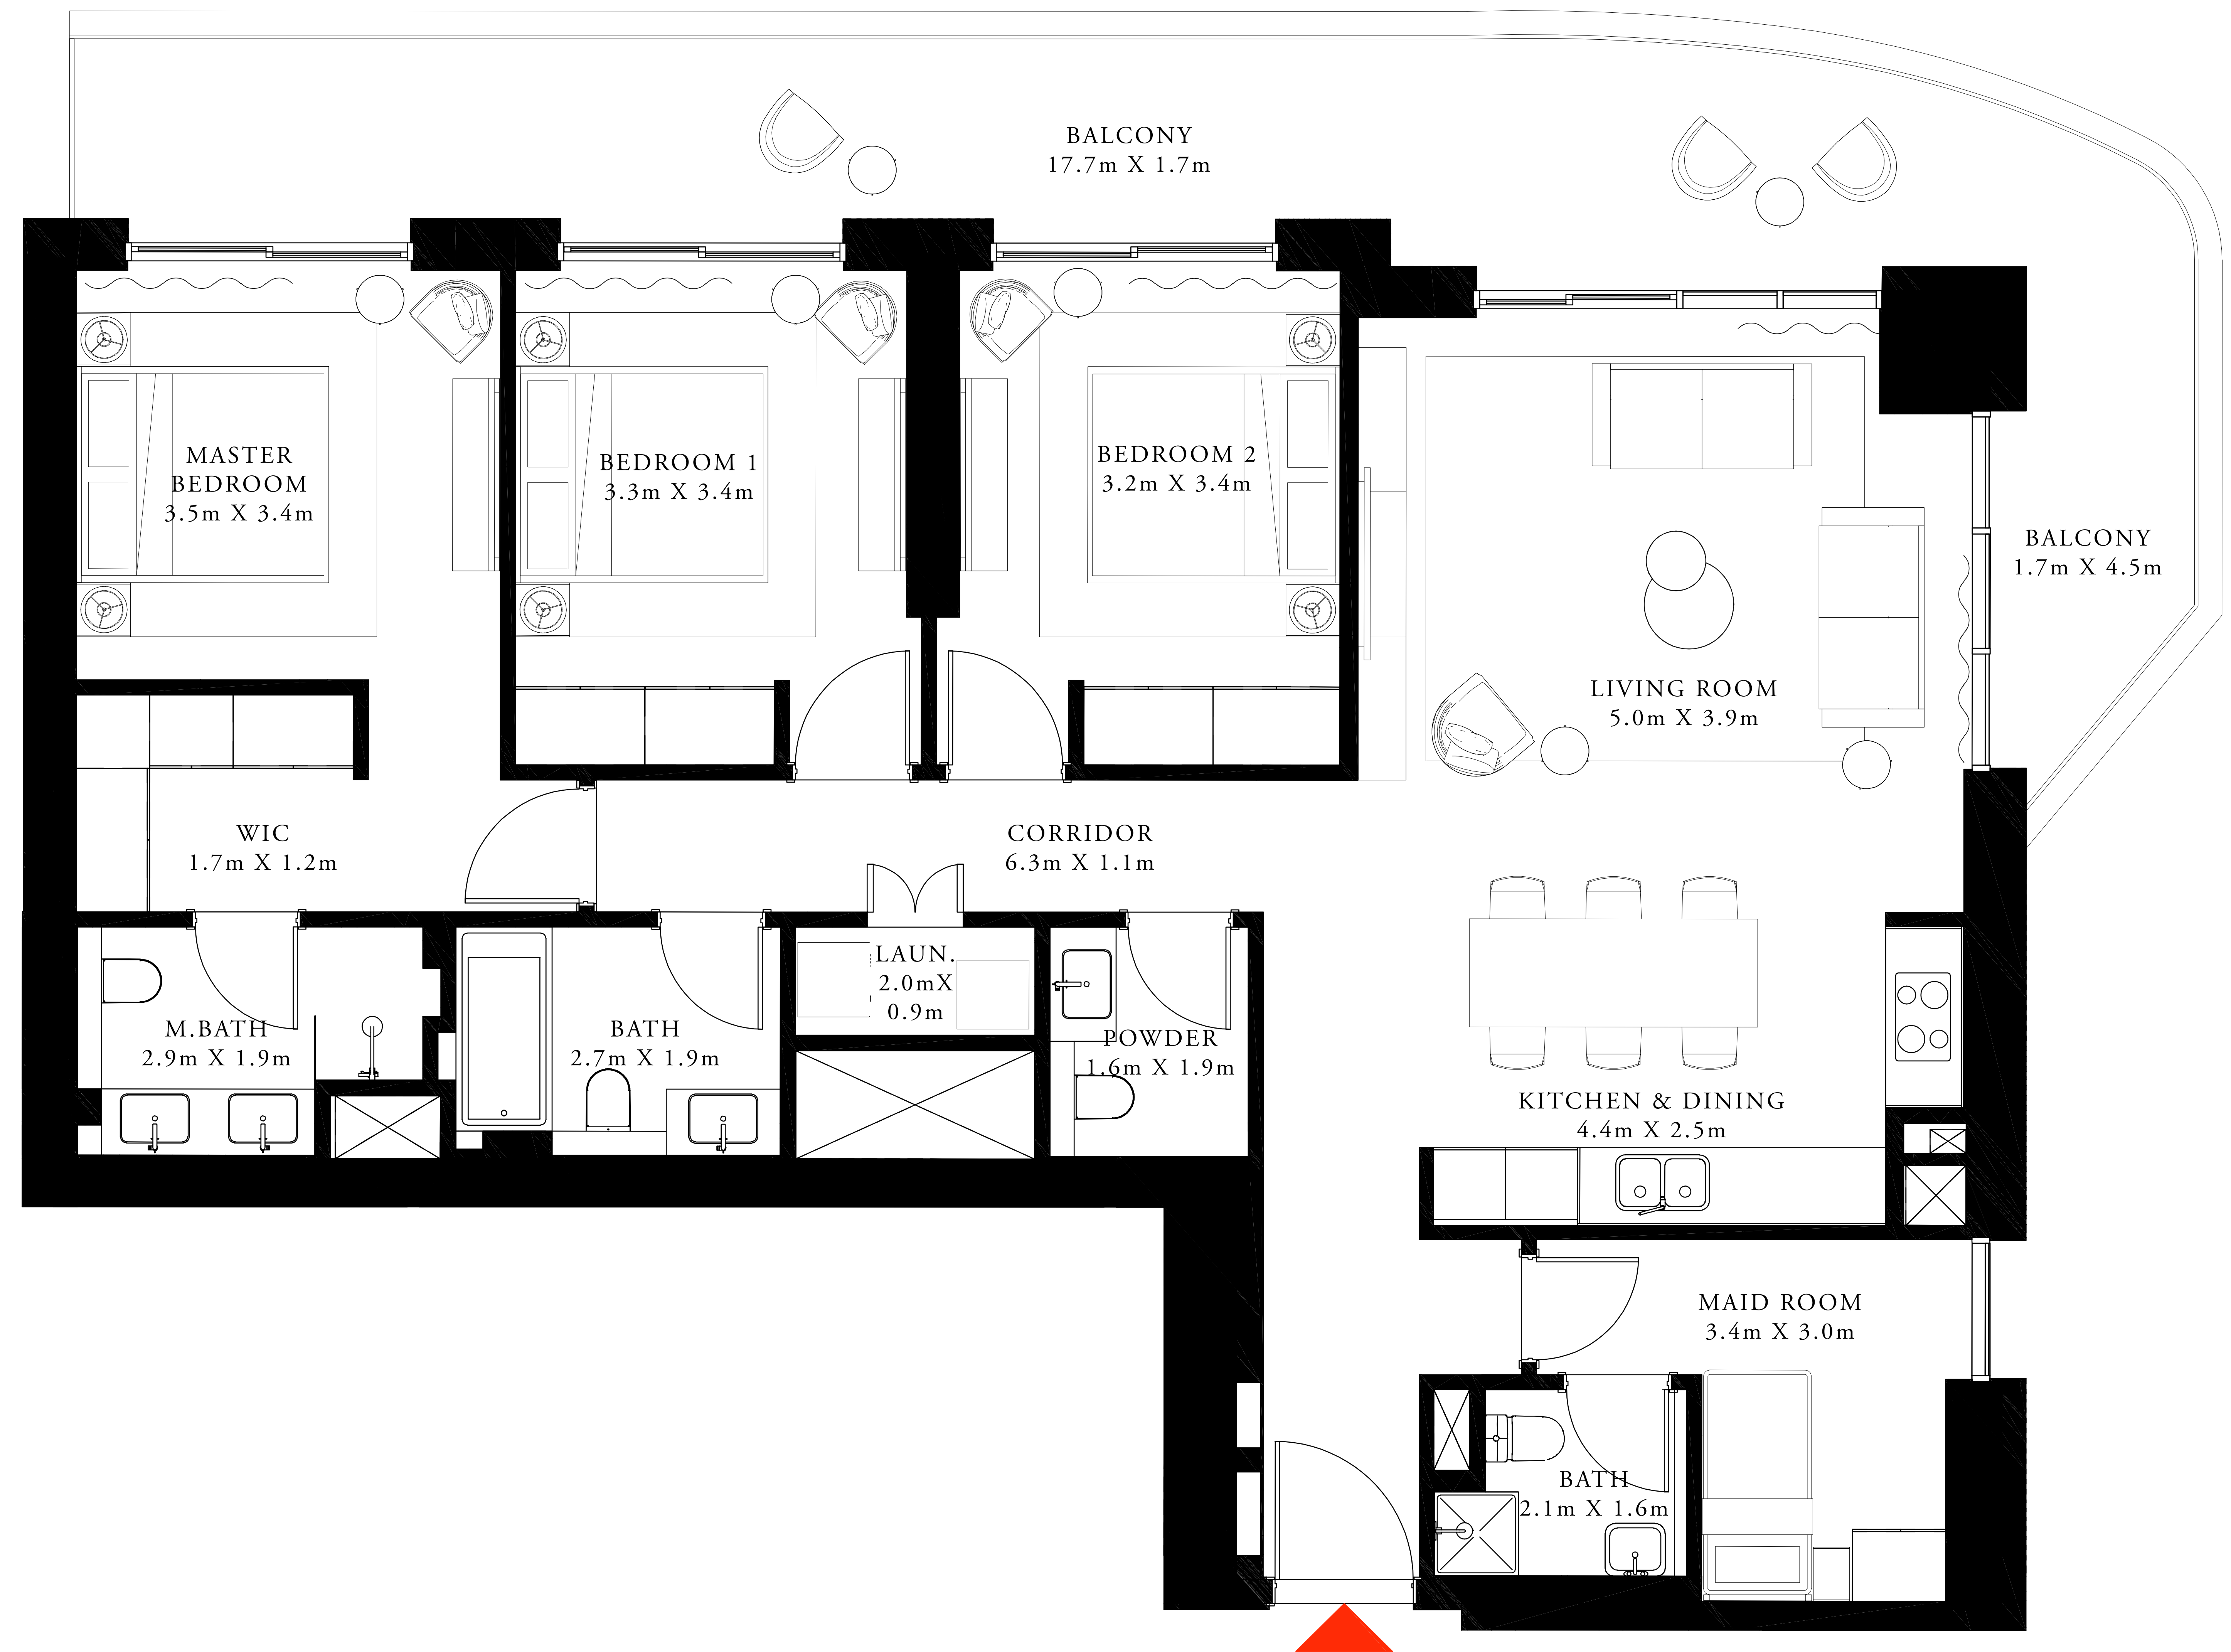 BALCONY
17.7m X 1.7m
MASTER
BEDROOM
3.5m X 3.4m
BEDROOM 1
3.3m X 3.4m
BEDROOM 2
3.2m X 3.4m
BALCONY
1.7m X 4.5m
LIVING ROOM
5.0m X 3.9m
WIC
1.7m X 1.2m
CORRIDOR
6.3m X 1.1m
M.BATH
2.9m X 1.9m
BATH
2.7m X 1.9m
LAUN.
2.0mX
0.9m
POWDER
1.6m X 1.9m
KITCHEN & DINING
4.4m X 2.5m
MAID ROOM
3.4m X 3.0m
BATH
2.1m X 1.6m